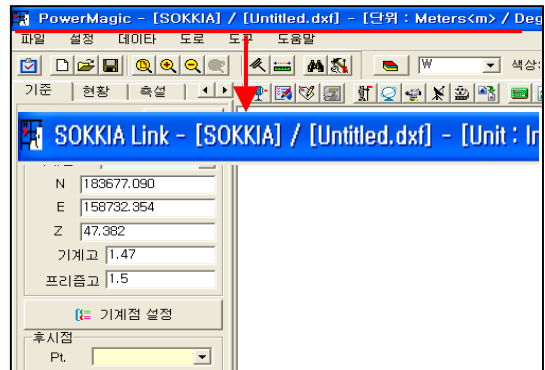 PowerMagic - [SOKKIA] / [Untitled.dxf] - [단위 : Meters<m> / Deg
파일 설정 데이타 도로 도구 도움말
W 색상:
기준 현황 측설
SOKKIA Link - [SOKKIA] / [Untitled.dxf] - [Unit : In
N 183677.090
E 158732.354
Z 47.382
기계고 1.47
프리즘고 1.5
기계점 설정
후시점
Pt.